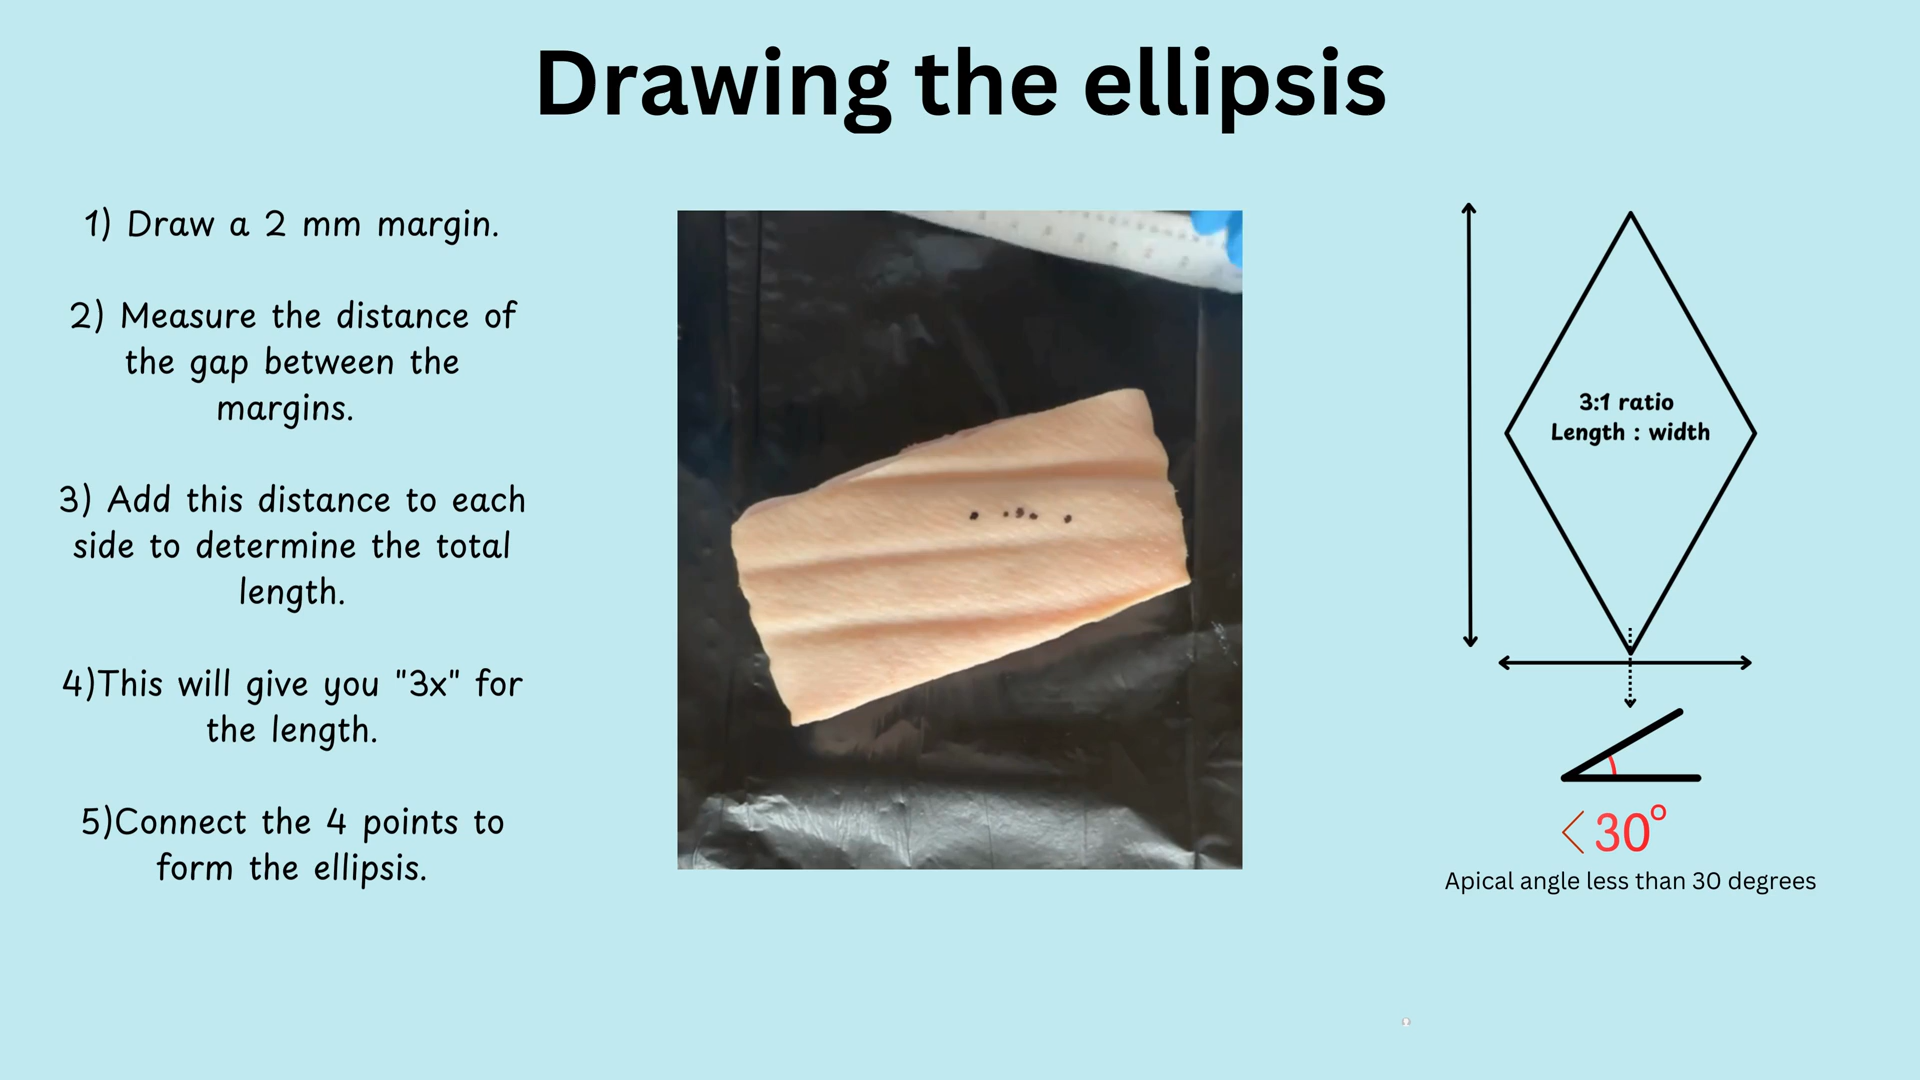 Drawing the ellipsis
1) Draw a 2 mm margin.
2) Measure the distance of
the gap between the
margins.
3) Add this distance to each
side to determine the total
length.
4)This will give you "3x" for
the length.
5)Connect the 4 points to
form the ellipsis.
3:1 ratio
Length : width
<30°
Apical angle less than 30 degrees